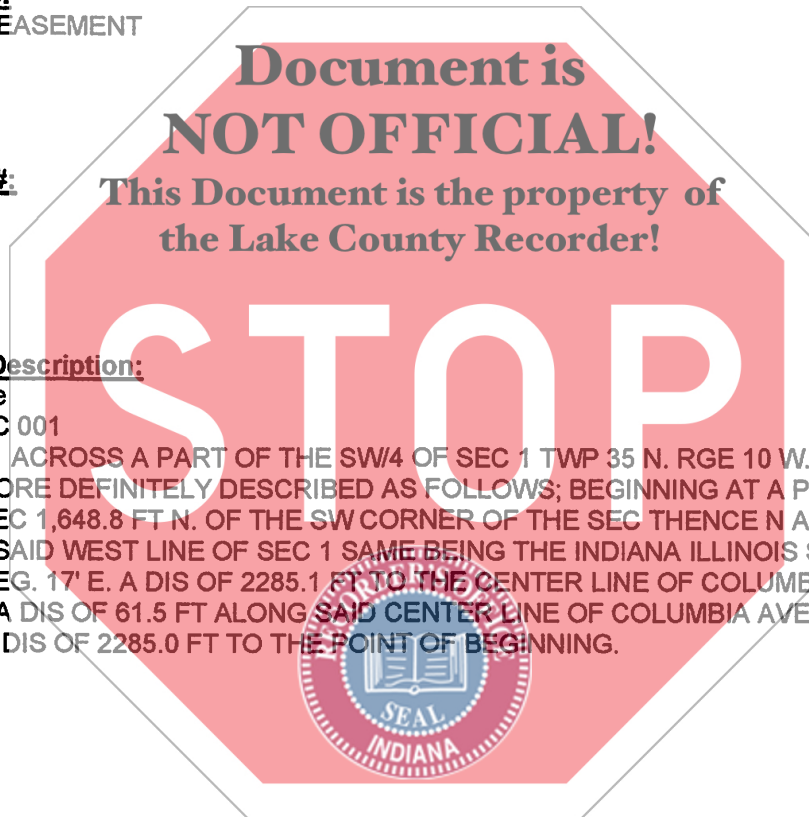 EASEMENT
Document is
NOT OFFICIAL!
This Document is the property of
the Lake County Recorder!
#:
STOP
Description:
C 001
ACROSS A PART OF THE SW/4 OF SEC 1 TWP 35 N. RGE 10 W.
ORE DEFINITELY DESCRIBED AS FOLLOWS; BEGINNING AT A P
EC 1,648.8 FT N. OF THE SW CORNER OF THE SEC THENCE N A
SAID WEST LINE OF SEC 1 SAME BEING THE INDIANA ILLINOIS S
EG. 17' E. A DIS OF 2285.1 FT TO THE CENTER LINE OF COLUMB
A DIS OF 61.5 FT ALONG SAID CENTER LINE OF COLUMBIA AVE
DIS OF 2285.0 FT TO THE POINT OF BEGINNING.
RECORDER'S OFFICE
SEAL
INDIANA